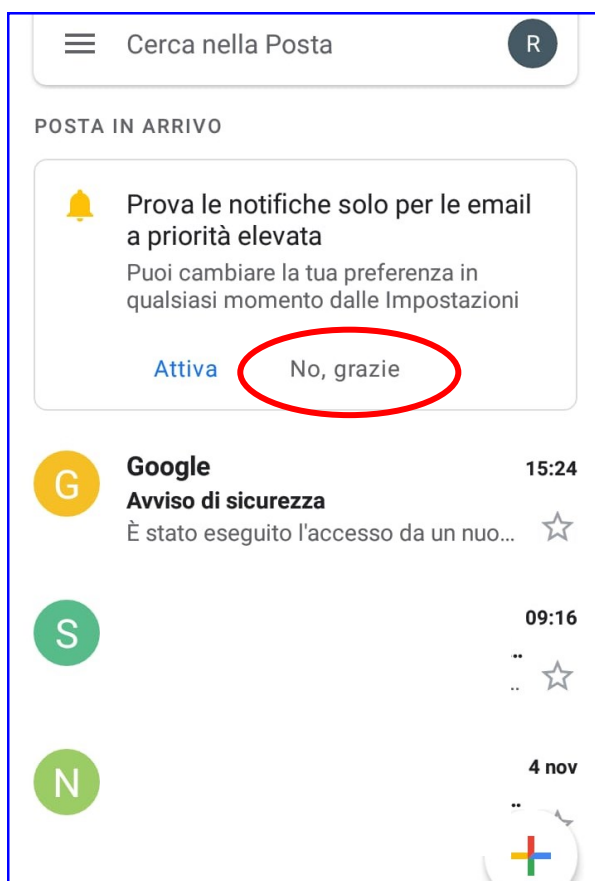 Cerca nella Posta
R
POSTA IN ARRIVO
Prova le notifiche solo per le email
a priorità elevata
Puoi cambiare la tua preferenza in
qualsiasi momento dalle Impostazioni
Attiva No, grazie
G
Google 15:24
Avviso di sicurezza
È stato eseguito l'accesso da un nuo...
S
09:16
..
..
N
4 nov
..